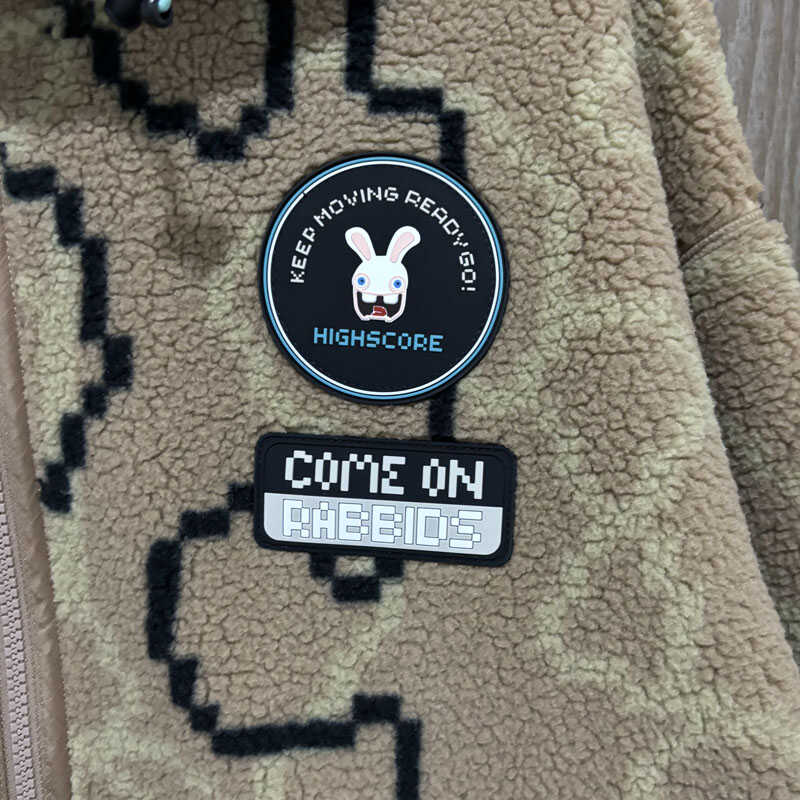 KEEP MOVING READY GO!
HIGHSCORE
COME ON
RABBIDS